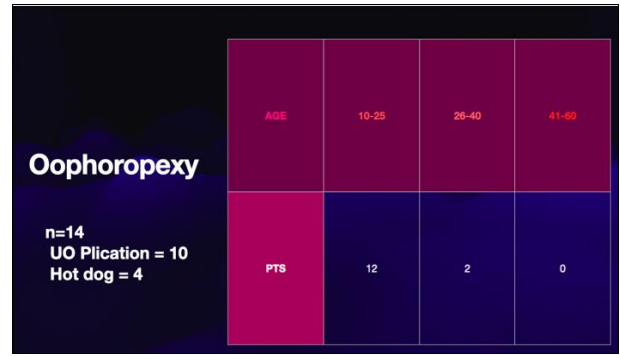 Oophoropexy
n=14
UO Plication = 10
Hot dog = 4
AGE 10-25 26-40 41-60
PTS 12 2 0